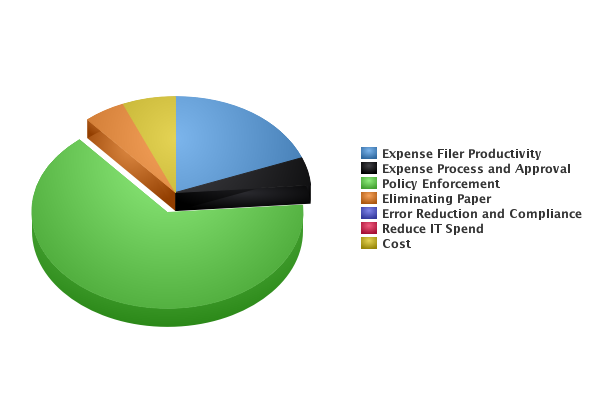 Expense Filer Productivity
Expense Process and Approval
Policy Enforcement
Eliminating Paper
Error Reduction and Compliance
Reduce IT Spend
Cost